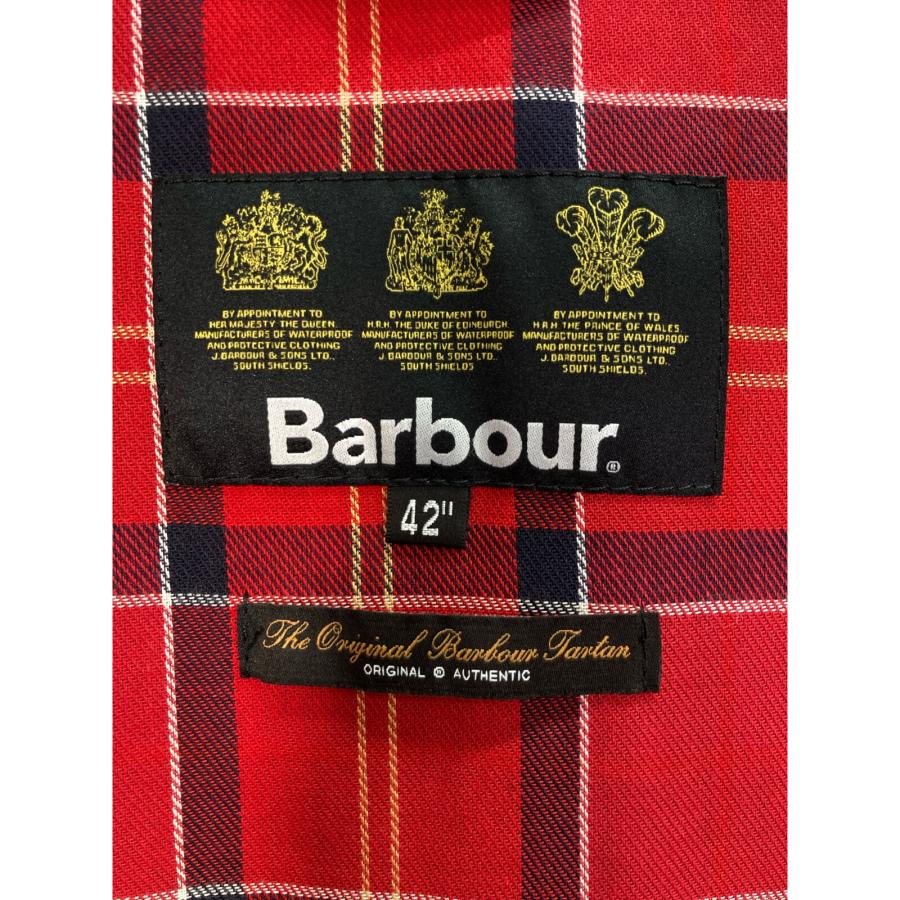 BY APPOINTMENT TO
HER MAJESTY THE QUEEN
MANUFACTURERS OF WATERPROOF
AND PROTECTIVE CLOTHING
J. BARBOUR & SONS LTD.,
SOUTH SHIELDS.
BY APPOINTMENT TO
H.R.H. THE DUKE OF EDINBURGH
MANUFACTURERS OF WATERPROOF
AND PROTECTIVE CLOTHING
J. BARBOUR & SONS LTD.,
SOUTH SHIELDS
BY APPOINTMENT TO
H.R.H. THE PRINCE OF WALES.
MANUFACTURERS OF WATERPROOF
AND PROTECTIVE CLOTHING
J. BARBOUR & SONS LTD.,
SOUTH SHIELDS.
Barbour®
42"
The Original Barbour Tartan
ORIGINAL ® AUTHENTIC